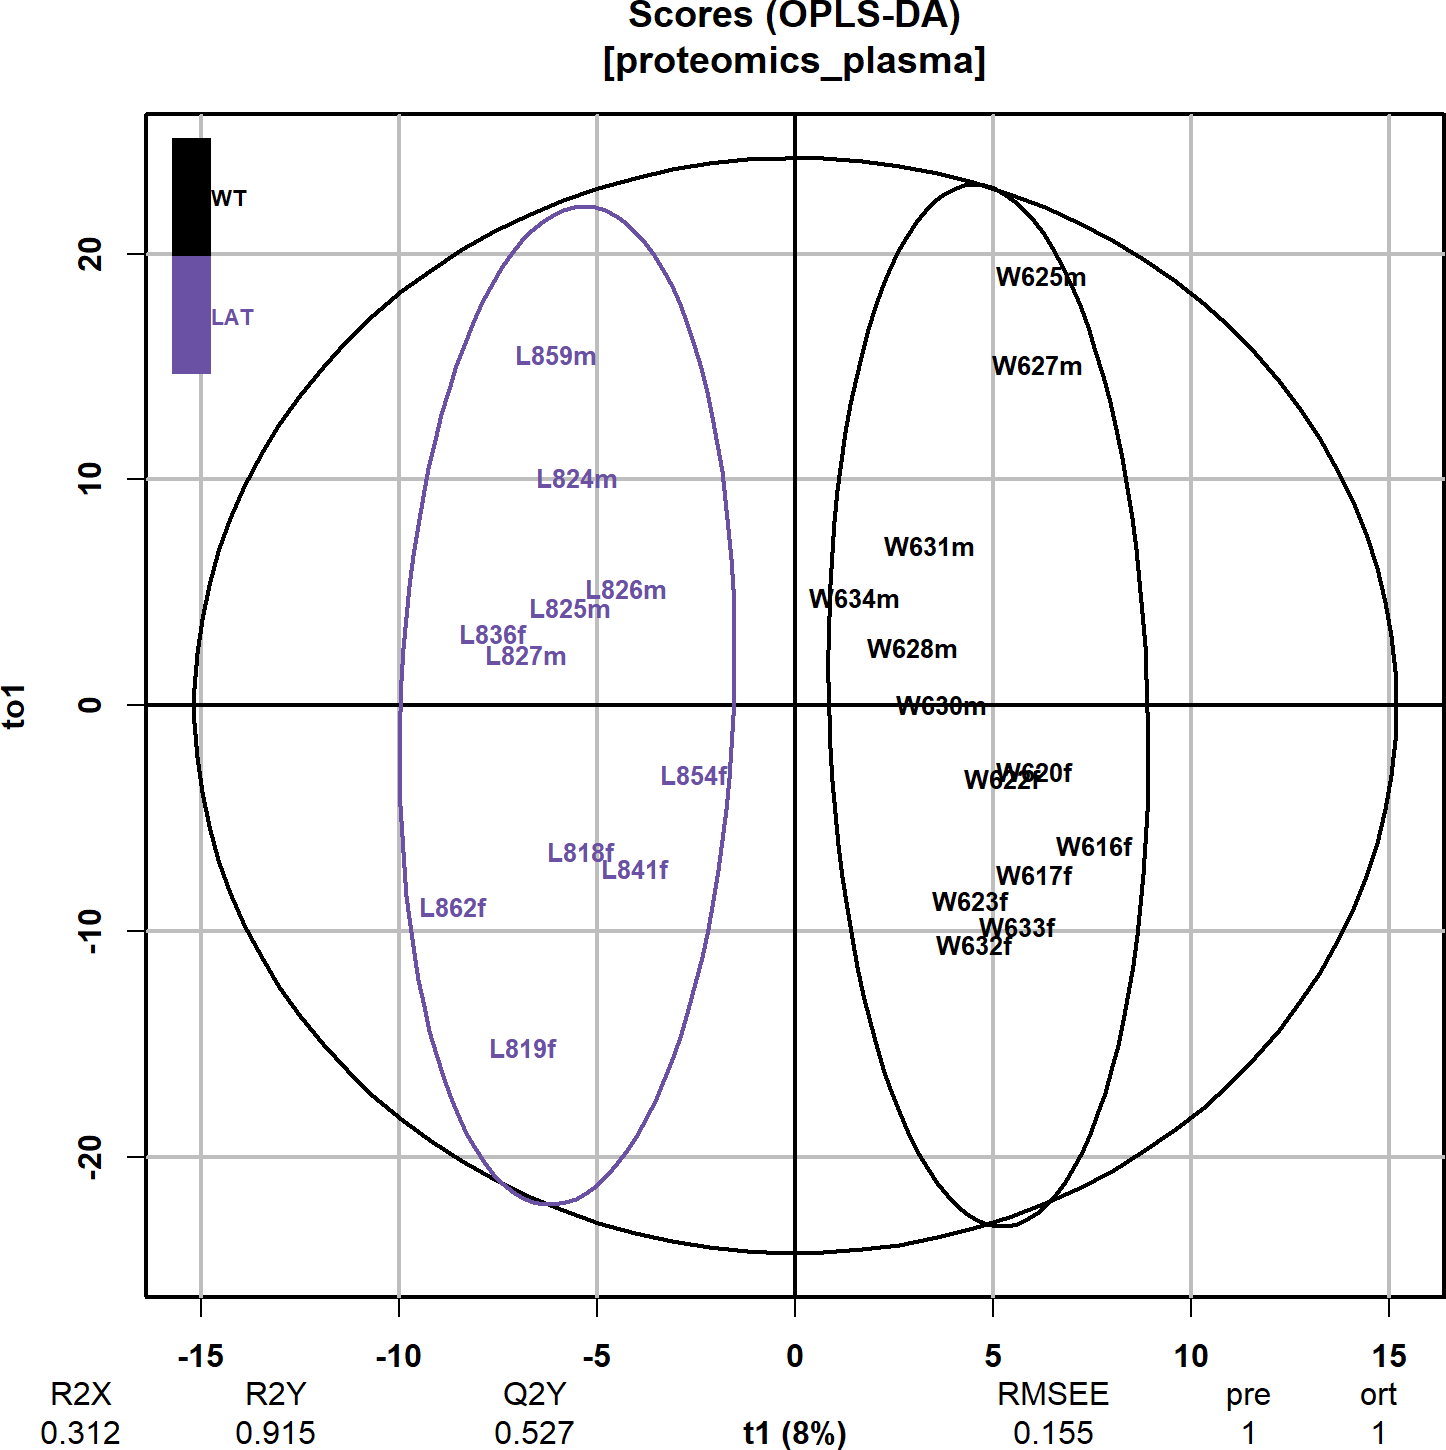 Scores (OPLS-DA)
[proteomics_plasma]
WT
LAT
20
10
0
-10
-20
to1
W625m
L859m
W627m
L824m
W631m
L826m
W634m
L825m
L836f
W628m
L827m
W630m
W620f
L854f
W622f
W616f
L818f
L841f
W617f
W623f
L862f
W633f
W632f
L819f
-15 -10 -5 0 5 10 15
R2X R2Y Q2Y RMSEE pre ort
0.312 0.915 0.527 t1 (8%) 0.155 1 1